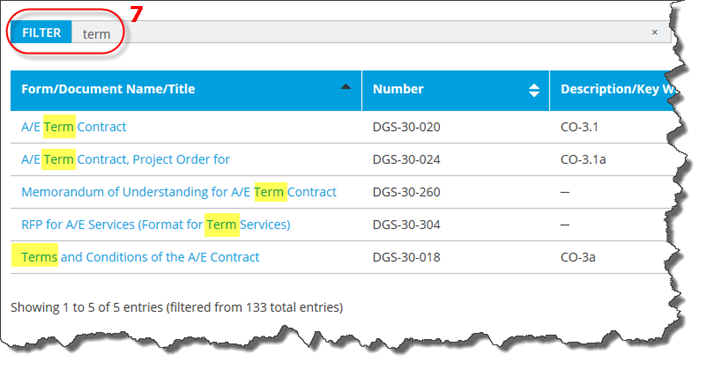 7
FILTER term ×
Form/Document Name/Title Number Description/Key W
A/E Term Contract DGS-30-020 CO-3.1
A/E Term Contract, Project Order for DGS-30-024 CO-3.1a
Memorandum of Understanding for A/E Term Contract DGS-30-260 —
RFP for A/E Services (Format for Term Services) DGS-30-304 —
Terms and Conditions of the A/E Contract DGS-30-018 CO-3a
Showing 1 to 5 of 5 entries (filtered from 133 total entries)